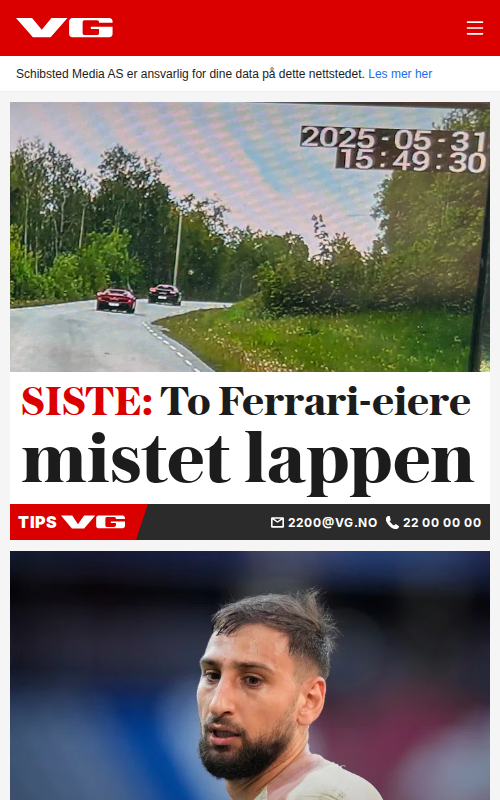 VG
Schibsted Media AS er ansvarlig for dine data på dette nettstedet. Les mer her
2025-05-31
15:49:30
SISTE: To Ferrari-eiere
mistet lappen
TIPS VG 2200@VG.NO 22 00 00 00